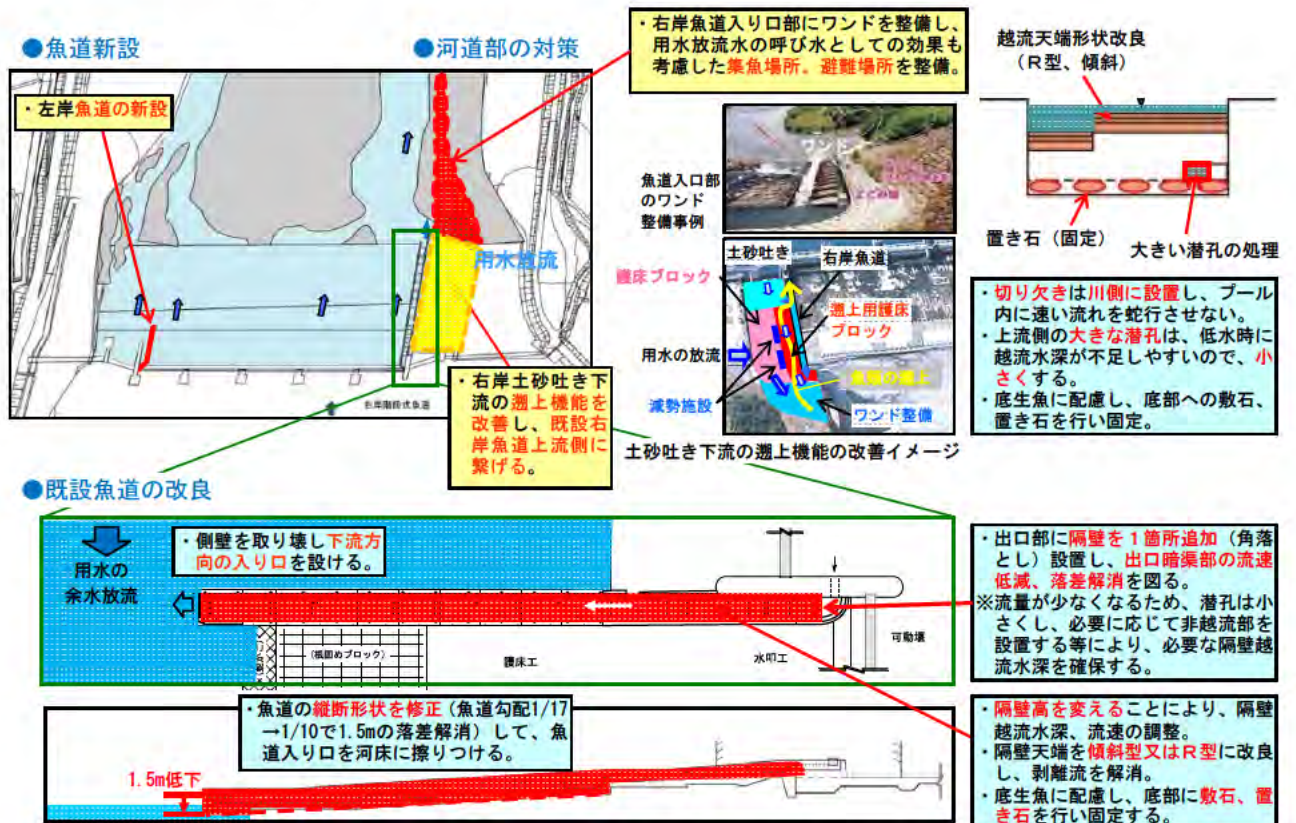 ●魚道新設
●河道部の対策
・左岸魚道の新設
用水放流
右岸階段式魚道
・右岸魚道入り口部にワンドを整備し、
用水放流水の呼び水としての効果も
考慮した集魚場所、避難場所を整備。
魚道入口部
のワンド
整備事例
ワンド
よどみ域
越流天端形状改良
(R型、傾斜)
置き石(固定)
大きい潜孔の処理
・右岸土砂吐き下
流の遡上機能を
改善し、既設右
岸魚道上流側に
繋げる。
土砂吐き
右岸魚道
護床ブロック
遡上用護床
ブロック
用水の放流
減勢施設
ワンド整備
土砂吐き下流の遡上機能の改善イメージ
・切り欠きは川側に設置し、プール
内に速い流れを蛇行させない。
・上流側の大きな潜孔は、低水時に
越流水深が不足しやすいので、小
さくする。
・底生魚に配慮し、底部への敷石、
置き石を行い固定。
●既設魚道の改良
用水の
余水放流
・側壁を取り壊し下流方
向の入り口を設ける。
(根固めブロック)
護床工
水叩工
可動堰
・出口部に隔壁を1箇所追加(角落
とし)設置し、出口暗渠部の流速
低減、落差解消を図る。
※流量が少なくなるため、潜孔は小
さくし、必要に応じて非越流部を
設置する等により、必要な隔壁越
流水深を確保する。
・魚道の縦断形状を修正(魚道勾配1/17
→1/10で1.5mの落差解消)して、魚
道入り口を河床に擦りつける。
1.5m低下
・隔壁高を変えることにより、隔壁
越流水深、流速の調整。
・隔壁天端を傾斜型又はR型に改良
し、剥離流を解消。
・底生魚に配慮し、底部に敷石、置
き石を行い固定する。